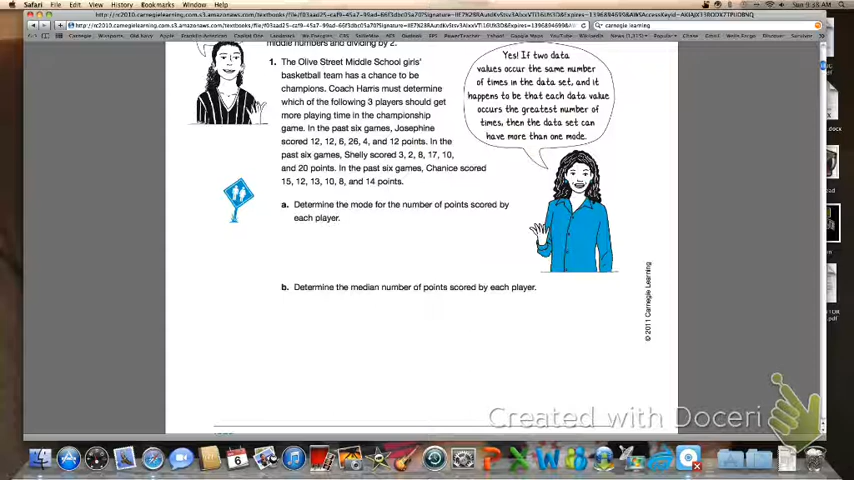 Safari File Edit View History Bookmarks Window Help
middle numbers and dividing by 2.
1. The Olive Street Middle School girls'
basketball team has a chance to be
champions. Coach Harris must determine
which of the following 3 players should get
more playing time in the championship
game. In the past six games, Josephine
scored 12, 12, 6, 26, 4, and 12 points. In the
past six games, Shelly scored 3, 2, 8, 17, 10,
and 20 points. In the past six games, Chanice scored
15, 12, 13, 10, 8, and 14 points.
Yes! If two data
values occur the same number
of times in the data set, and it
happens to be that each data value
occurs the greatest number of
times, then the data set can
have more than one mode.
a. Determine the mode for the number of points scored by
each player.
b. Determine the median number of points scored by each player.
© 2011 Carnegie Learning
Created with Doceri